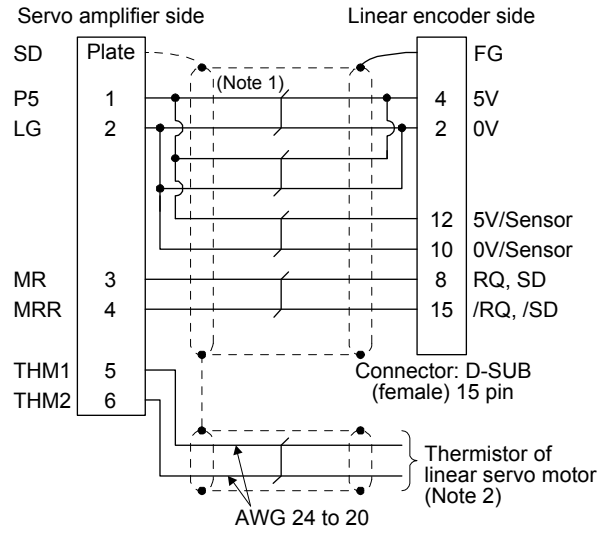 Servo amplifier side
Linear encoder side
SD Plate FG
(Note 1)
P5 1 4 5V
LG 2 2 0V
12 5V/Sensor
10 0V/Sensor
MR 3 8 RQ, SD
MRR 4 15 /RQ, /SD
THM1 5
THM2 6
Connector: D-SUB
(female) 15 pin
Thermistor of
linear servo motor
(Note 2)
AWG 24 to 20